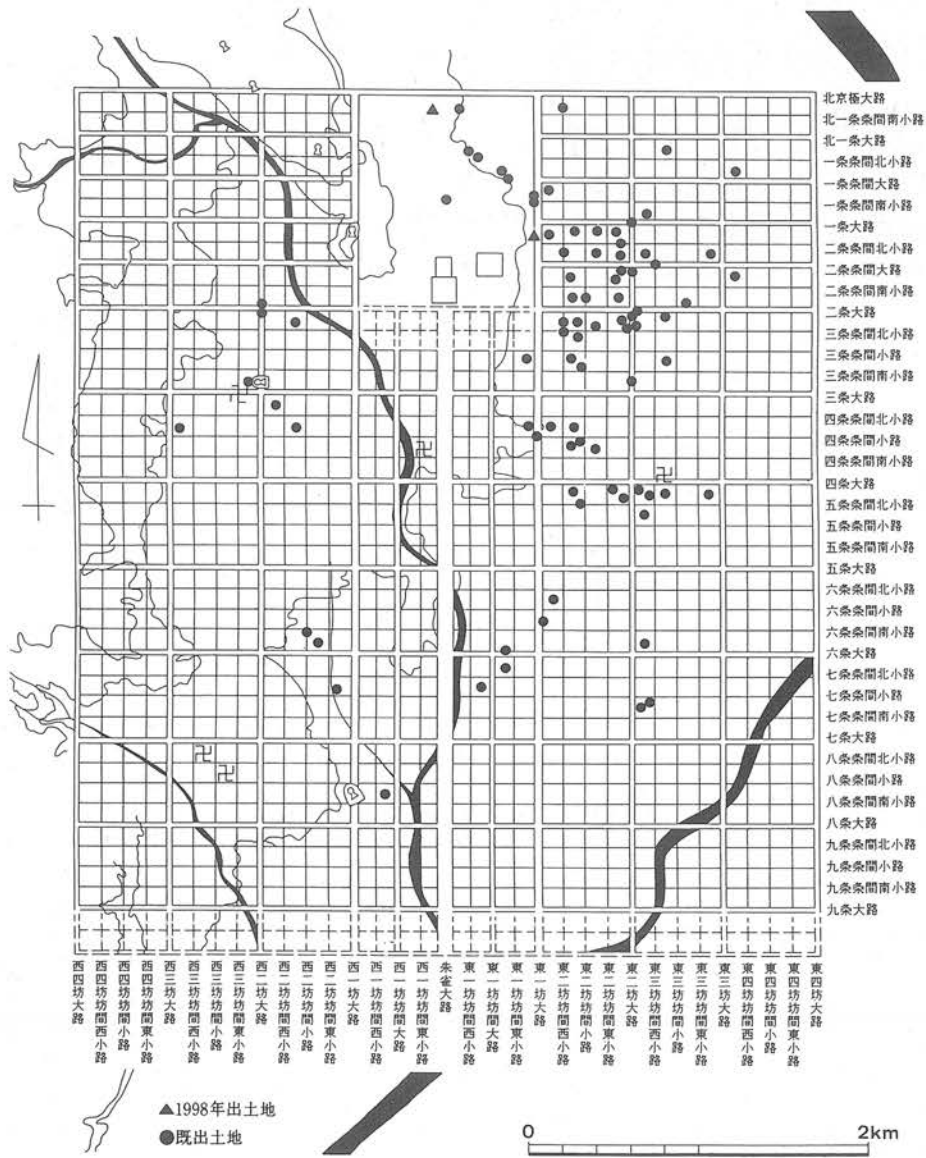 北京極大路
北一条条間南小路
北一条大路
一条条間北小路
一条条間大路
一条条間南小路
一条大路
二条条間北小路
二条条間大路
二条条間南小路
二条大路
三条条間北小路
三条条間小路
三条条間南小路
三条大路
四条条間北小路
四条条間小路
四条条間南小路
四条大路
五条条間北小路
五条条間小路
五条条間南小路
五条大路
六条条間北小路
六条条間小路
六条条間南小路
六条大路
七条条間北小路
七条条間小路
七条条間南小路
七条大路
八条条間北小路
八条条間小路
八条条間南小路
八条大路
九条条間北小路
九条条間小路
九条条間南小路
九条大路
西四坊大路
西四坊坊間西小路
西四坊坊間小路
西四坊坊間東小路
西三坊大路
西三坊坊間西小路
西三坊坊間小路
西三坊坊間東小路
西二坊大路
西二坊坊間西小路
西二坊坊間小路
西二坊坊間東小路
西一坊大路
西一坊坊間西小路
西一坊坊間大路
西一坊坊間東小路
朱雀大路
東一坊坊間西小路
東一坊坊間大路
東一坊坊間東小路
東一坊大路
東二坊坊間西小路
東二坊坊間小路
東二坊坊間東小路
東二坊大路
東三坊坊間西小路
東三坊坊間小路
東三坊坊間東小路
東三坊大路
東四坊坊間西小路
東四坊坊間小路
東四坊坊間東小路
東四坊大路
▲1998年出土地
●既出土地
0 2km